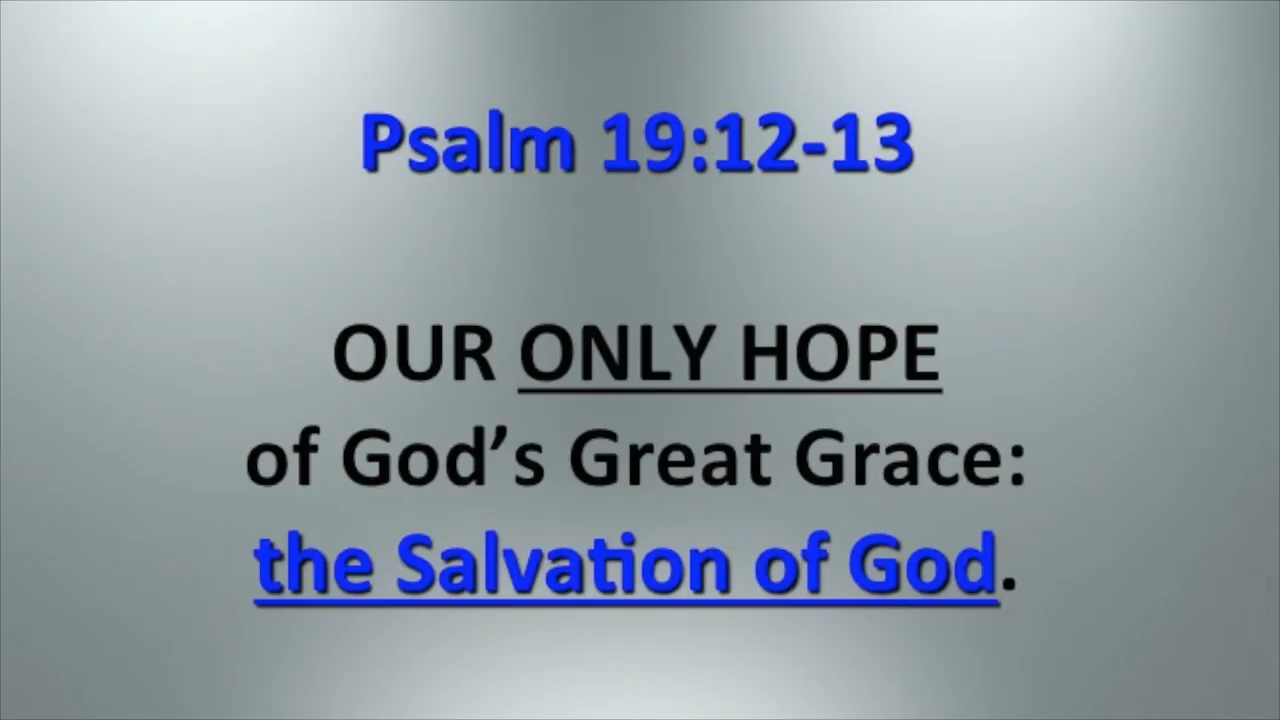 Psalm 19:12-13
OUR ONLY HOPE
of God’s Great Grace:
the Salvation of God.